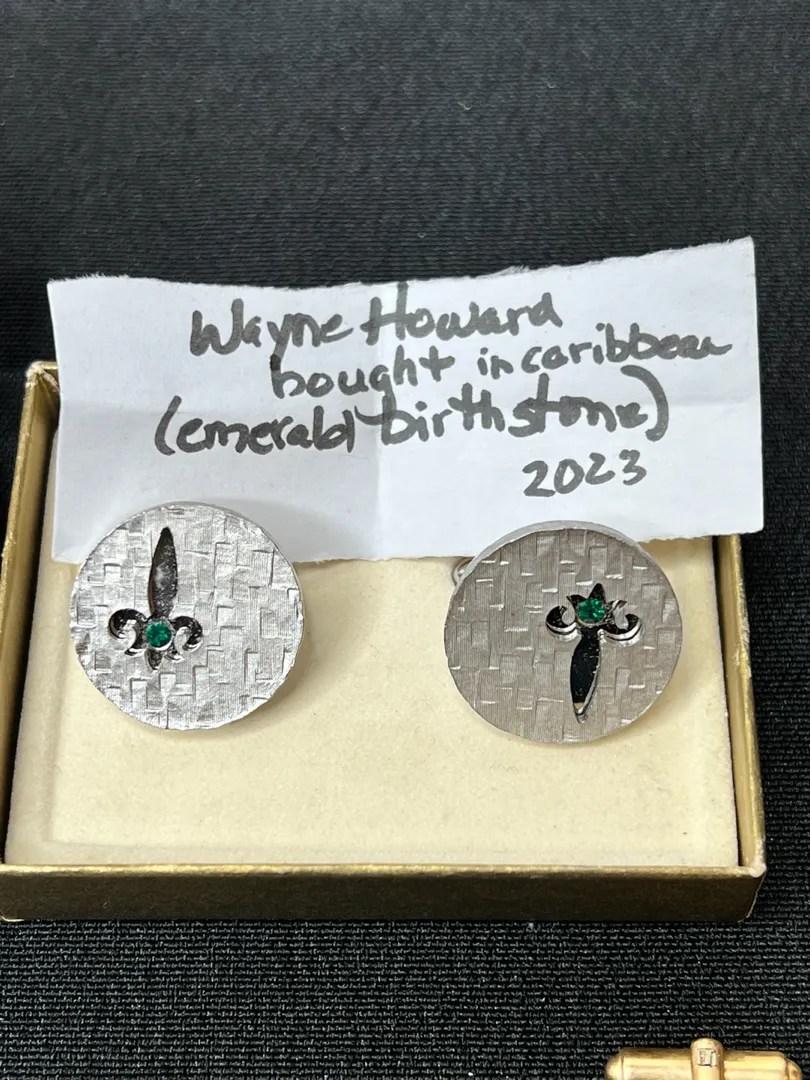 Wayne Howard
bought in caribbean
(emerald birthstone)
2023